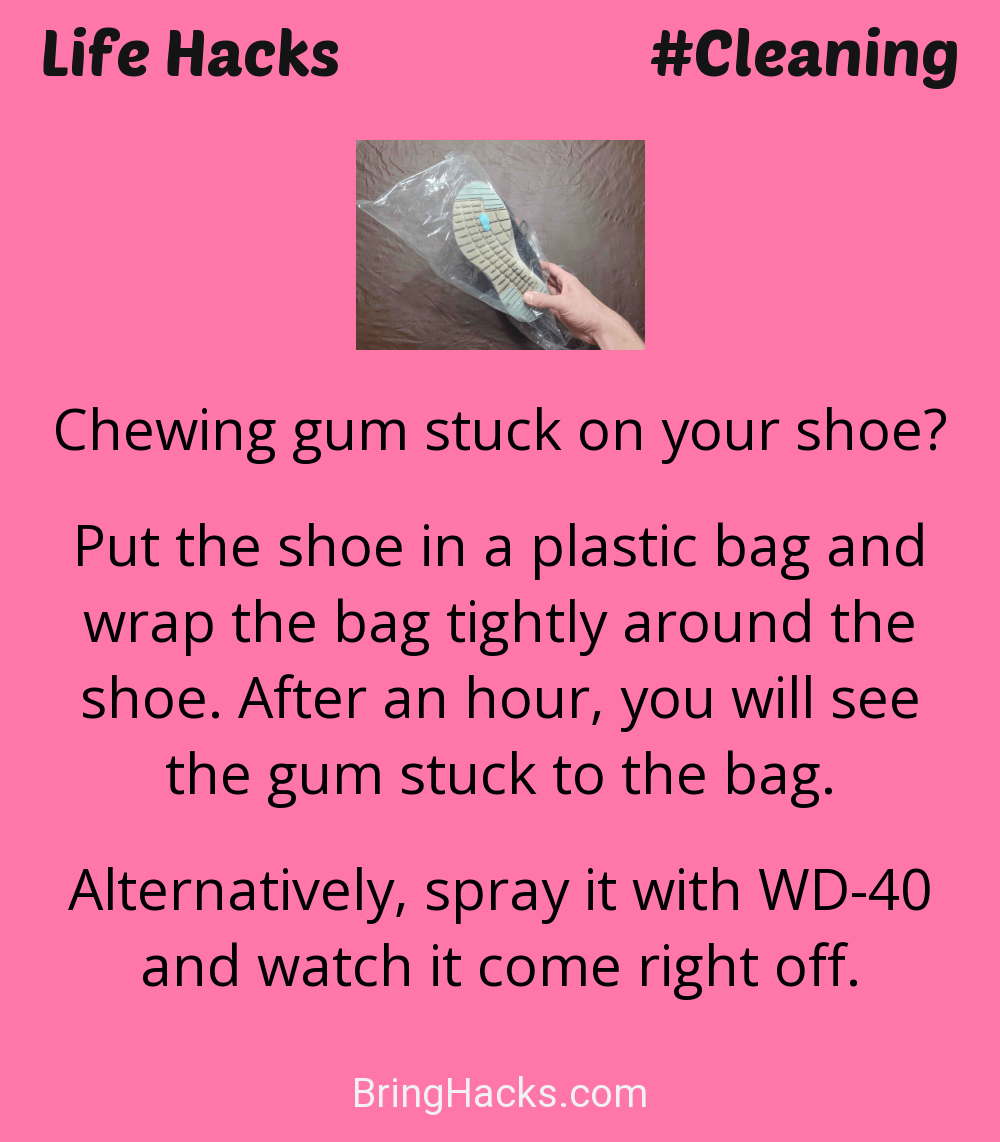 Life Hacks #Cleaning
Chewing gum stuck on your shoe?
Put the shoe in a plastic bag and
wrap the bag tightly around the
shoe. After an hour, you will see
the gum stuck to the bag.
Alternatively, spray it with WD-40
and watch it come right off.
BringHacks.com